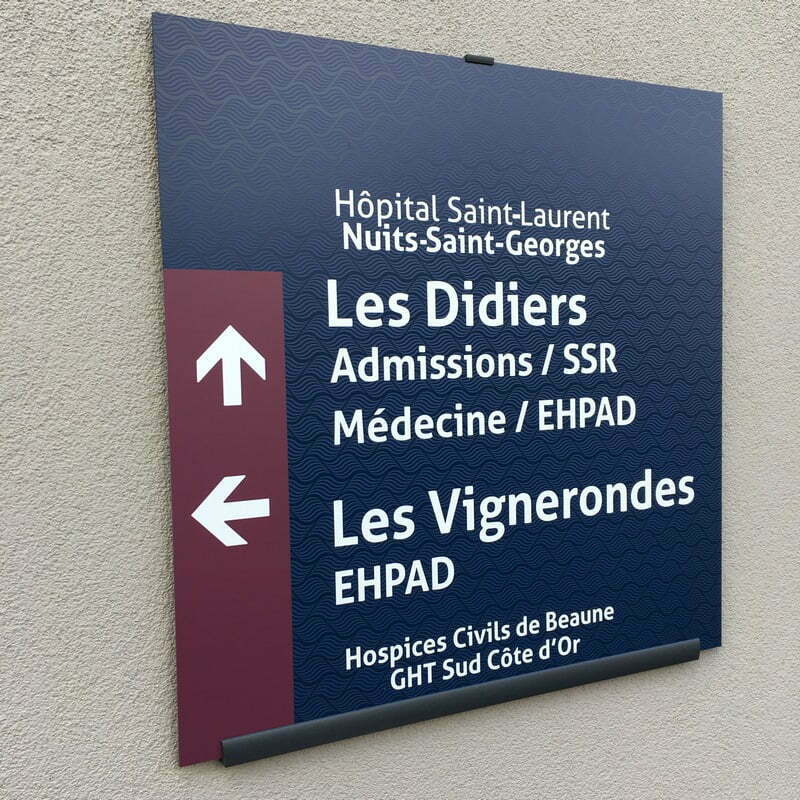 Hôpital Saint-Laurent
Nuits-Saint-Georges
Les Didiers
Admissions / SSR
Médecine / EHPAD
Les Vignerondes
EHPAD
Hospices Civils de Beaune
GHT Sud Côte d'Or